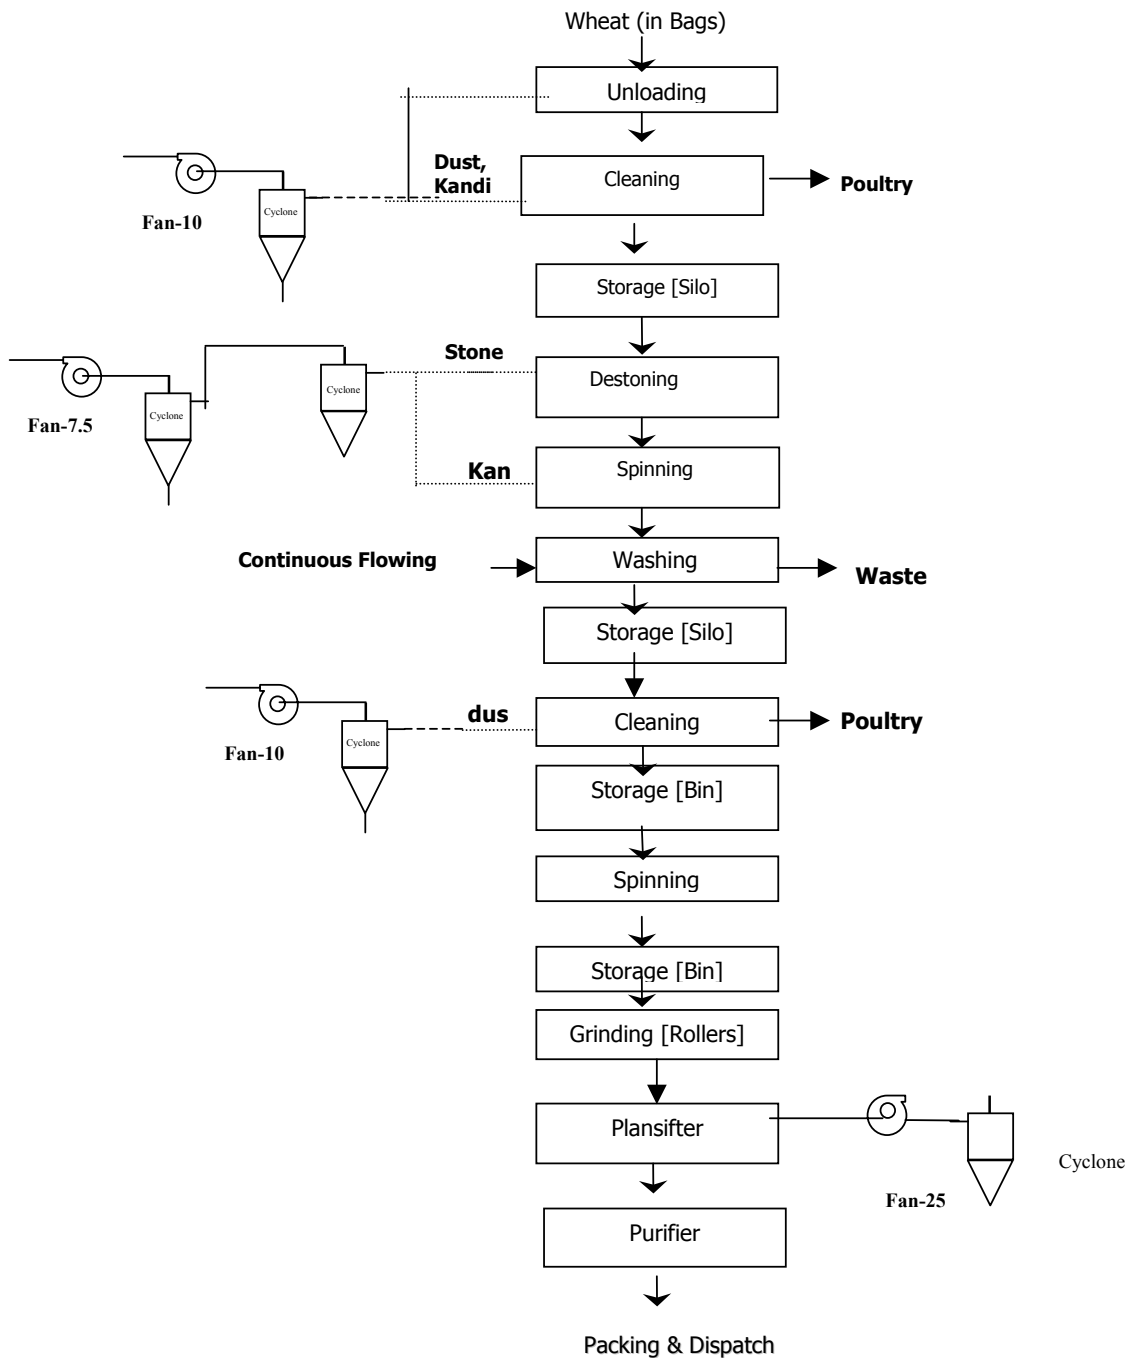 Wheat (in Bags)
Unloading
Dust,
Kandi
Cleaning
Poultry
Cyclone
Fan-10
Storage [Silo]
Stone
Destoning
Cyclone
Cyclone
Fan-7.5
Kan
Spinning
Continuous Flowing
Washing
Waste
Storage [Silo]
dus
Cleaning
Poultry
Cyclone
Fan-10
Storage [Bin]
Spinning
Storage [Bin]
Grinding [Rollers]
Plansifter
Cyclone
Fan-25
Purifier
Packing & Dispatch